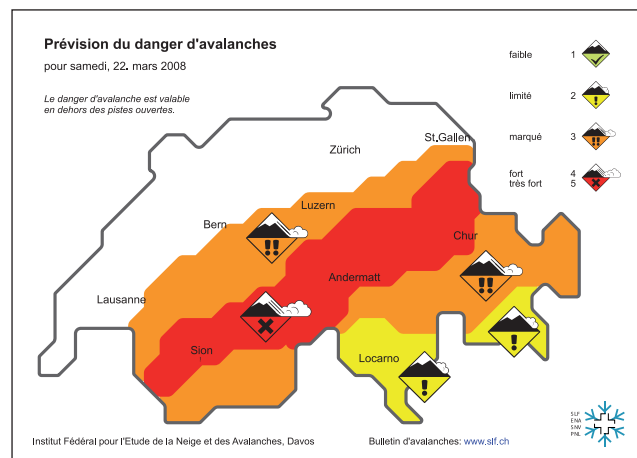 Prévision du danger d'avalanches
pour samedi, 22. mars 2008
Le danger d'avalanche est valable
en dehors des pistes ouvertes.
faible 1
limité 2
marqué 3
fort 4
très fort 5
St.Gallen
Zürich
Luzern
Bern
Chur
Andermatt
Lausanne
Sion
Locarno
Institut Fédéral pour l'Etude de la Neige et des Avalanches, Davos
Bulletin d'avalanches: www.slf.ch
SLF
ENA
SNV
FNL